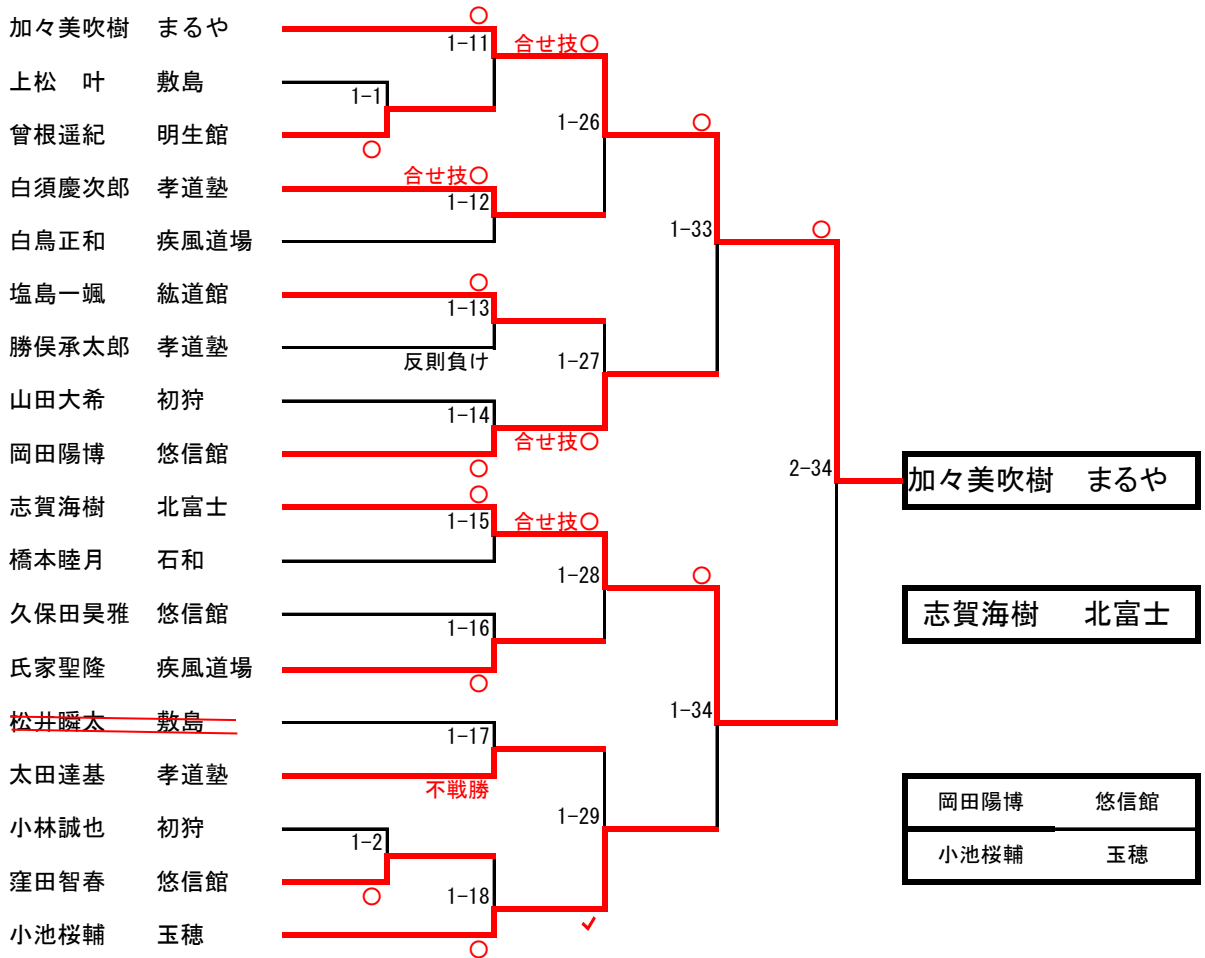 加々美吹樹 まるや
〇
1-11
合せ技〇
上松 叶 敷島
1-1
曾根遥紀 明生館
〇
1-26
〇
白須慶次郎 孝道塾
合せ技〇
1-12
白鳥正和 疾風道場
1-33
〇
塩島一颯 紘道館
〇
1-13
勝俣承太郎 孝道塾
反則負け
1-27
山田大希 初狩
1-14
合せ技〇
岡田陽博 悠信館
〇
2-34
加々美吹樹 まるや
志賀海樹 北富士
〇
1-15
合せ技〇
橋本睦月 石和
1-28
〇
久保田昊雅 悠信館
1-16
志賀海樹 北富士
氏家聖隆 疾風道場
〇
松井瞬太 敷島
1-17
1-34
太田達基 孝道塾
不戦勝
小林誠也 初狩
1-2
1-29
岡田陽博 悠信館
小池桜輔 玉穂
窪田智春 悠信館
〇
1-18
✓
小池桜輔 玉穂
〇